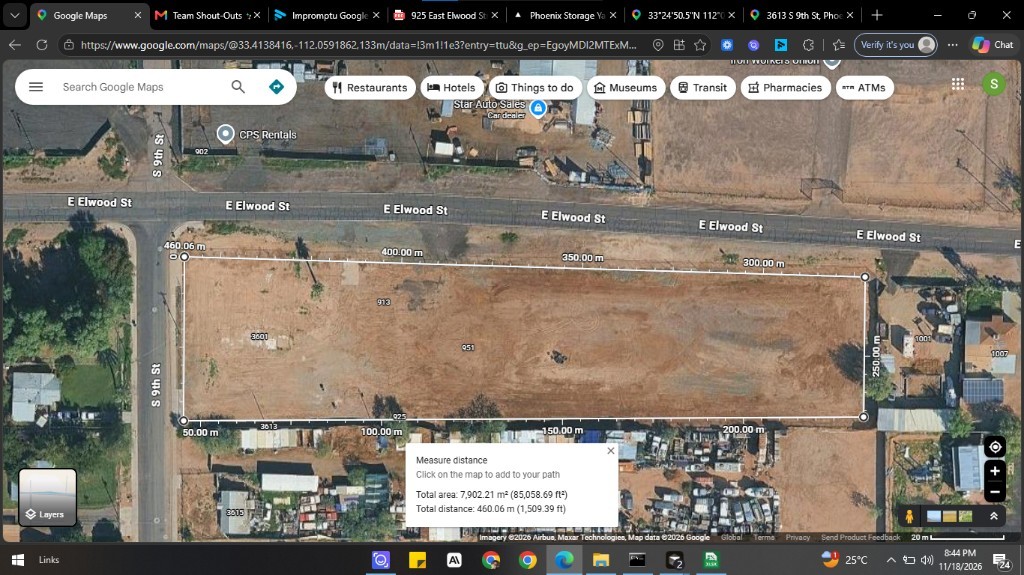 Google Maps
Team Shout-Outs
Impromptu Google
925 East Elwood St
Phoenix Storage Ya
33°24'50.5"N 112°0
3613 S 9th St, Phoe
https://www.google.com/maps/@33.4138416,-112.0591862,133m/data=!3m1!1e3?entry=ttu&g_ep=EgoyMDI2MTExM...
Verify it's you
Chat
Iron Workers Union
Search Google Maps
Restaurants
Hotels
Things to do
Museums
Transit
Pharmacies
ATMs
S
Star Auto Sales
Car dealer
CPS Rentals
902
S 9th St
E Elwood St
E Elwood St
E Elwood St
E Elwood St
E Elwood St
E Elwood St
E
460.06 m
0
400.00 m
350.00 m
300.00 m
913
3601
951
1001
1007
250.00 m
S 9th St
925
50.00 m
3613
100.00 m
150.00 m
200.00 m
Measure distance
Click on the map to add to your path
Total area: 7,902.21 m² (85,058.69 ft²)
Total distance: 460.06 m (1,509.39 ft)
3615
Layers
Imagery ©2026 Airbus, Maxar Technologies, Map data ©2026 Google
Global
Terms
Privacy
Send Product Feedback
20 m
Links
25°C
8:44 PM
11/18/2026
24